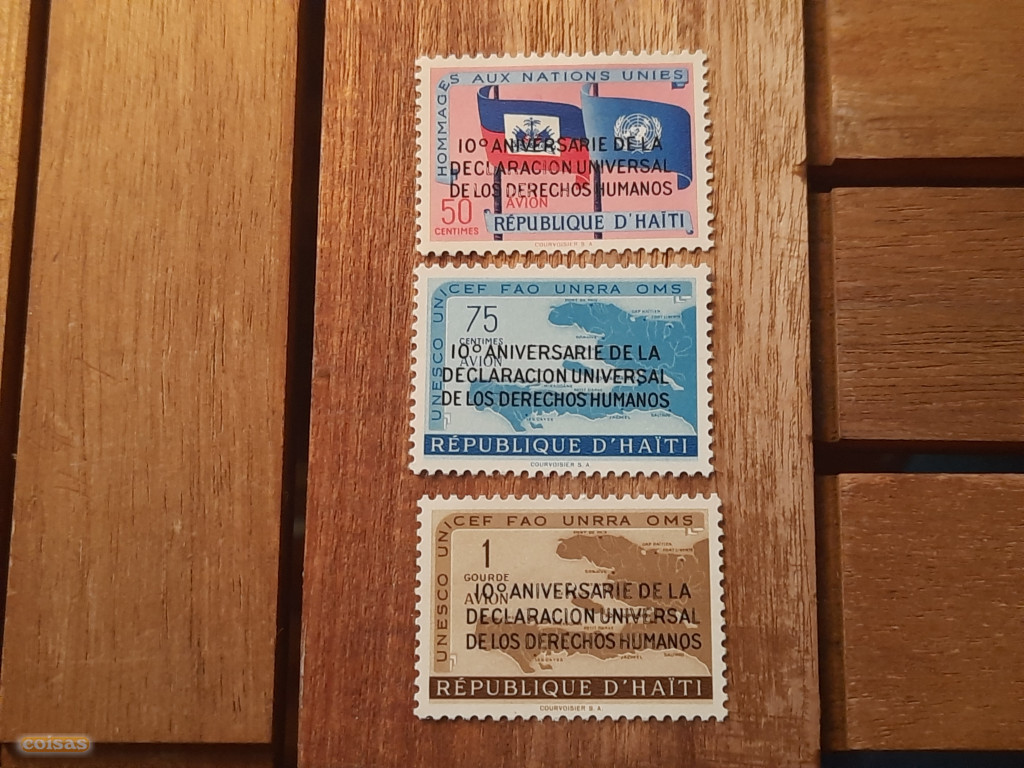 HOMMAGES AUX NATIONS UNIES
10º ANIVERSARIE DE LA
DECLARACION UNIVERSAL
DE LOS DERECHOS HUMANOS
AVION
50
CENTIMES
RÉPUBLIQUE D'HAÏTI
COURVOISIER S. A.
UNESCO UNICEF FAO UNRRA OMS
75
CENTIMES
AVION
10º ANIVERSARIE DE LA
DECLARACION UNIVERSAL
DE LOS DERECHOS HUMANOS
RÉPUBLIQUE D'HAÏTI
COURVOISIER S. A.
UNESCO UNICEF FAO UNRRA OMS
1
GOURDE
AVION
10º ANIVERSARIE DE LA
DECLARACION UNIVERSAL
DE LOS DERECHOS HUMANOS
RÉPUBLIQUE D'HAÏTI
COURVOISIER S. A.
coisas